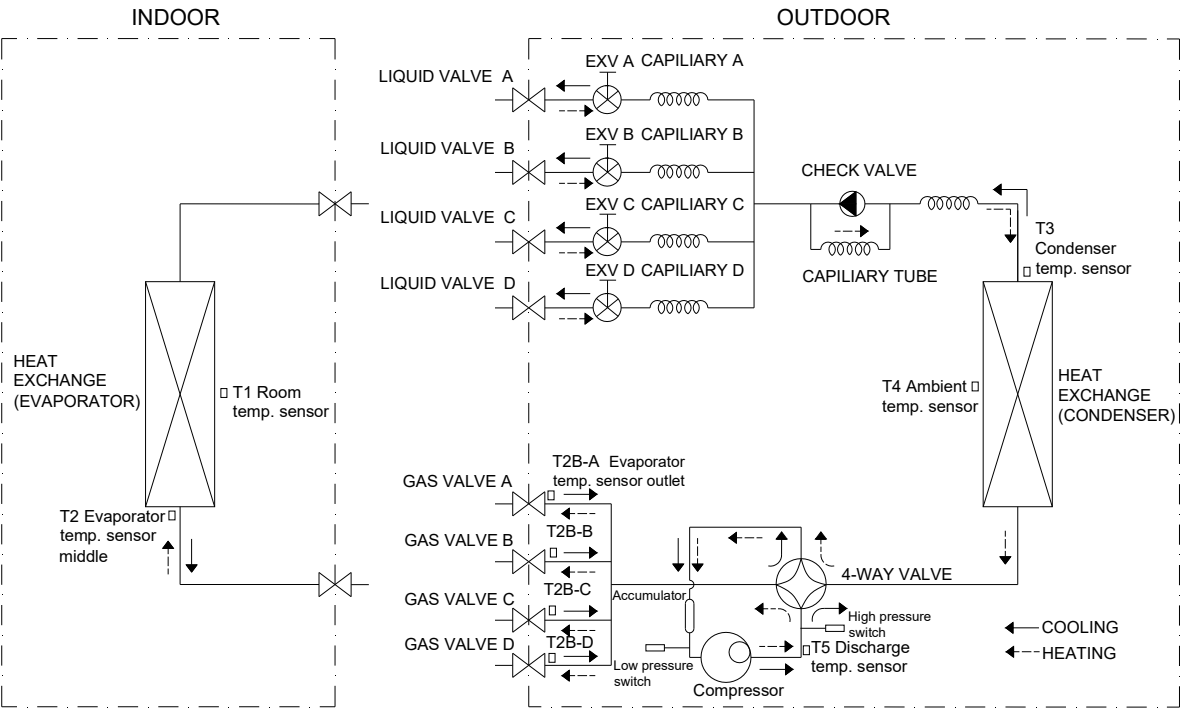 INDOOR
OUTDOOR
EXV A CAPILIARY A
LIQUID VALVE A
EXV B CAPILIARY B
LIQUID VALVE B
CHECK VALVE
EXV C CAPILIARY C
LIQUID VALVE C
T3
Condenser
temp. sensor
EXV D CAPILIARY D
LIQUID VALVE D
CAPILIARY TUBE
HEAT
EXCHANGE
(EVAPORATOR)
T1 Room
temp. sensor
T4 Ambient
temp. sensor
HEAT
EXCHANGE
(CONDENSER)
T2B-A Evaporator
temp. sensor outlet
GAS VALVE A
T2 Evaporator
temp. sensor
middle
T2B-B
GAS VALVE B
4-WAY VALVE
T2B-C
Accumulator
GAS VALVE C
High pressure
switch
COOLING
T2B-D
GAS VALVE D
T5 Discharge
temp. sensor
HEATING
Low pressure
switch
Compressor